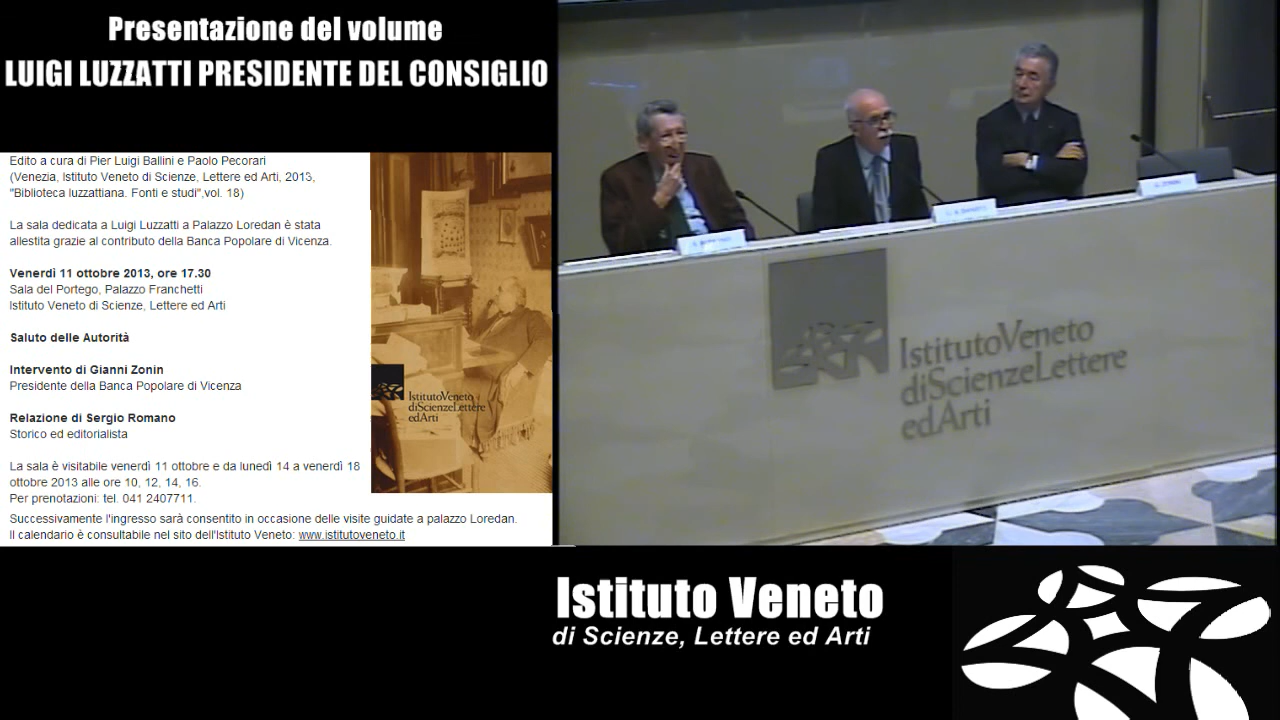 Presentazione del volume
LUIGI LUZZATTI PRESIDENTE DEL CONSIGLIO
Edito a cura di Pier Luigi Ballini e Paolo Pecorari
(Venezia, Istituto Veneto di Scienze, Lettere ed Arti, 2013,
"Biblioteca luzzattiana. Fonti e studi",vol. 18)
La sala dedicata a Luigi Luzzatti a Palazzo Loredan è stata
allestita grazie al contributo della Banca Popolare di Vicenza.
Venerdì 11 ottobre 2013, ore 17.30
Sala del Portego, Palazzo Franchetti
Istituto Veneto di Scienze, Lettere ed Arti
Saluto delle Autorità
Intervento di Gianni Zonin
Presidente della Banca Popolare di Vicenza
Relazione di Sergio Romano
Storico ed editorialista
La sala è visitabile venerdì 11 ottobre e da lunedì 14 a venerdì 18
ottobre 2013 alle ore 10, 12, 14, 16.
Per prenotazioni: tel. 041 2407711.
Successivamente l'ingresso sarà consentito in occasione delle visite guidate a palazzo Loredan.
Il calendario è consultabile nel sito dell'Istituto Veneto: www.istitutoveneto.it
IstitutoVeneto
diScienzeLettere
edArti
IstitutoVeneto
diScienzeLettere
edArti
Istituto Veneto
di Scienze, Lettere ed Arti